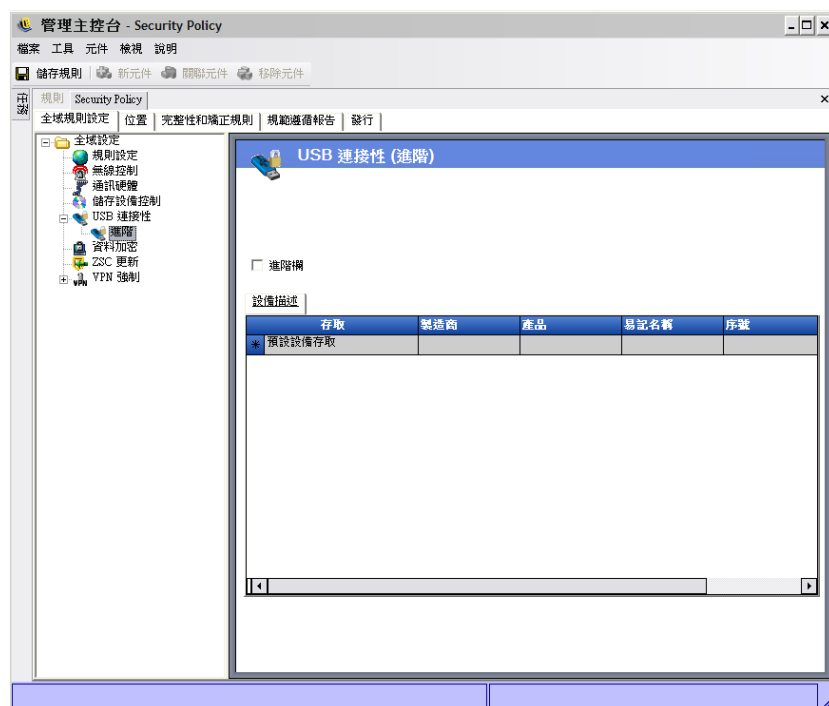 管理主控台 - Security Policy
檔案 工具 元件 檢視 說明
儲存規則 新元件 關聯元件 移除元件
工作
規則 Security Policy
全域規則設定 位置 完整性和矯正規則 規範遵循報告 發行
全域設定
規則設定
無線控制
通訊硬體
儲存設備控制
USB 連接性
進階
資料加密
ZSC 更新
VPN 強制
USB 連接性 (進階)
進階欄
設備描述
存取 製造商 產品 易記名稱 序號
預設設備存取